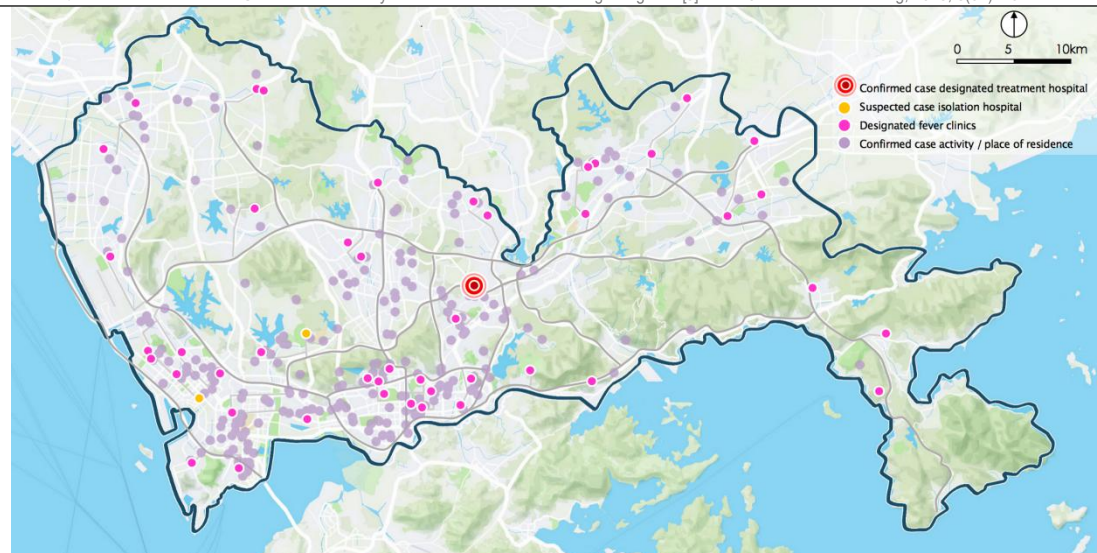 0 5 10km
Confirmed case designated treatment hospital
Suspected case isolation hospital
Designated fever clinics
Confirmed case activity / place of residence